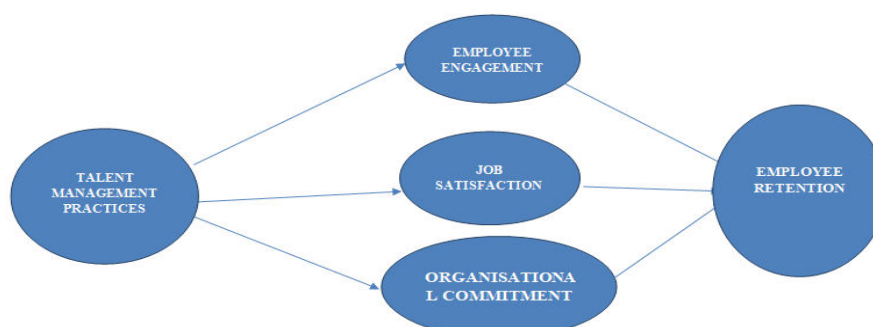 EMPLOYEE
ENGAGEMENT
TALENT
MANAGEMENT
PRACTICES
JOB
SATISFACTION
EMPLOYEE
RETENTION
ORGANISATIONA
L COMMITMENT